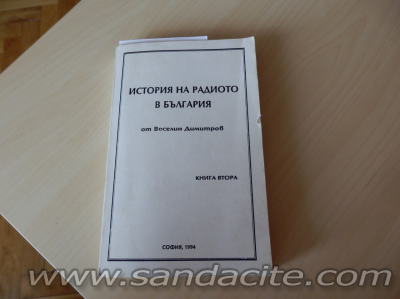 ИСТОРИЯ НА РАДИОТО
В БЪЛГАРИЯ
от Веселин Димитров
КНИГА ВТОРА
СОФИЯ, 1994
www.sandacite.com